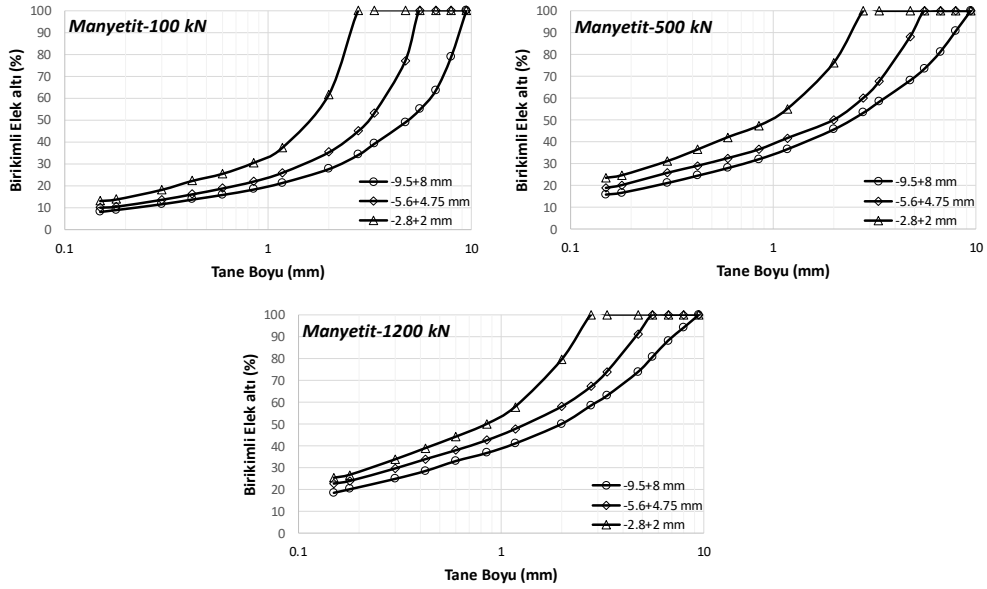 Manyetit-100 kN
Birikimli Elek altı (%)
100
90
80
70
60
50
40
30
20
10
0
-9.5+8 mm
-5.6+4.75 mm
-2.8+2 mm
0.1
1
10
Tane Boyu (mm)
Manyetit-500 kN
Birikimli Elek altı (%)
100
90
80
70
60
50
40
30
20
10
0
-9.5+8 mm
-5.6+4.75 mm
-2.8+2 mm
0.1
1
10
Tane Boyu (mm)
Manyetit-1200 kN
Birikimli Elek altı (%)
100
90
80
70
60
50
40
30
20
10
0
-9.5+8 mm
-5.6+4.75 mm
-2.8+2 mm
0.1
1
10
Tane Boyu (mm)